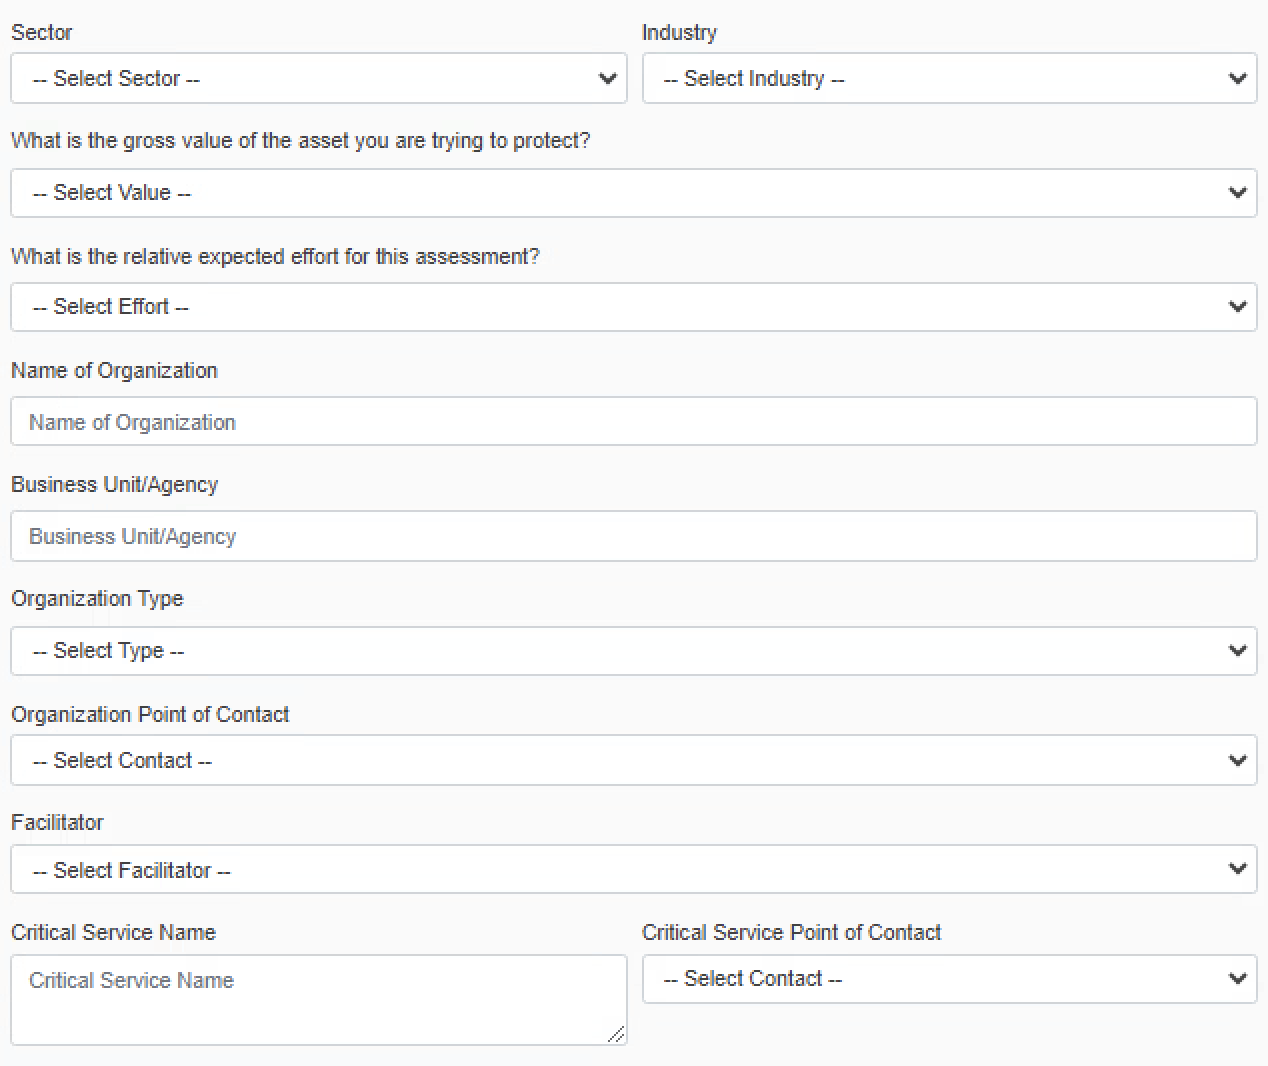 Sector
Industry
-- Select Sector --
-- Select Industry --
What is the gross value of the asset you are trying to protect?
-- Select Value --
What is the relative expected effort for this assessment?
-- Select Effort --
Name of Organization
Name of Organization
Business Unit/Agency
Business Unit/Agency
Organization Type
-- Select Type --
Organization Point of Contact
-- Select Contact --
Facilitator
-- Select Facilitator --
Critical Service Name
Critical Service Point of Contact
Critical Service Name
-- Select Contact --